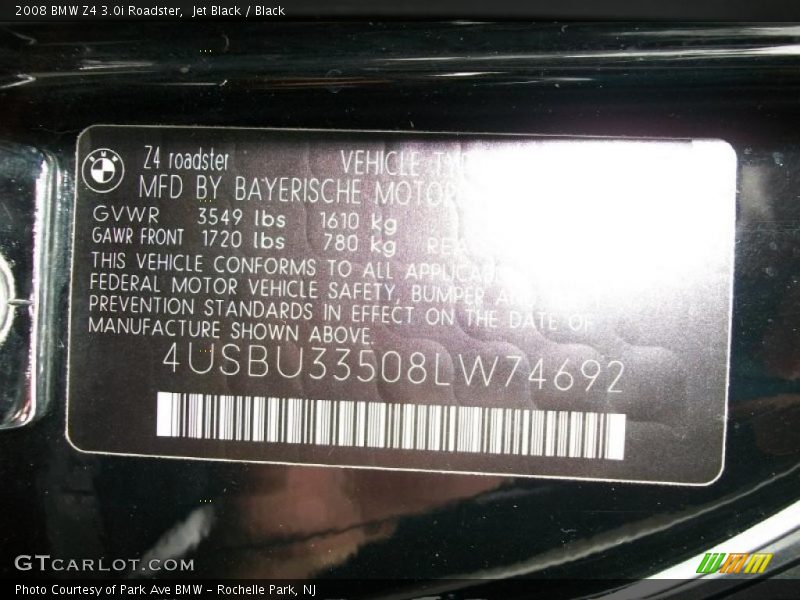 2008 BMW Z4 3.0i Roadster, Jet Black / Black
Z4 roadster VEHICLE
MFD BY BAYERISCHE MOTOR
GVWR 3549 lbs 1610 kg
GAWR FRONT 1720 lbs 780 kg
THIS VEHICLE CONFORMS TO ALL
FEDERAL MOTOR VEHICLE SAFETY, BUMPER
PREVENTION STANDARDS IN EFFECT ON THE DATE OF
MANUFACTURE SHOWN ABOVE.
4USBU33508LW74692
GTCARLOT.COM
Photo Courtesy of Park Ave BMW - Rochelle Park, NJ